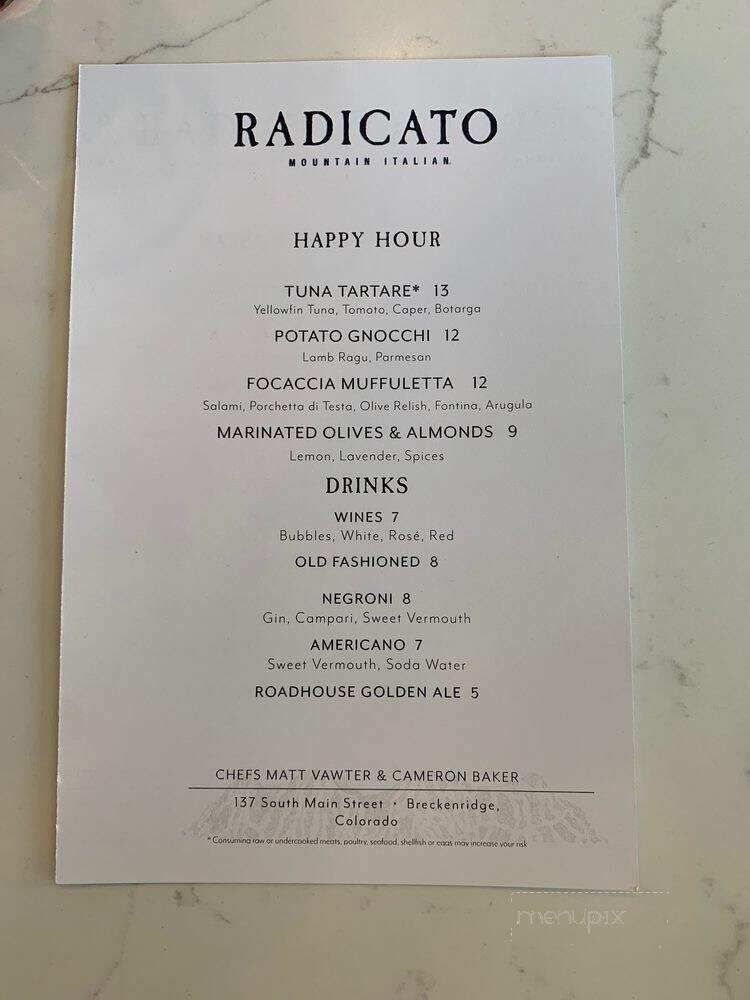 RADICATO
MOUNTAIN ITALIAN
HAPPY HOUR
TUNA TARTARE* 13
Yellowfin Tuna, Tomato, Caper, Botarga
POTATO GNOCCHI 12
Lamb Ragu, Parmesan
FOCACCIA MUFFULETTA 12
Salami, Porchetta di Testa, Olive Relish, Fontina, Arugula
MARINATED OLIVES & ALMONDS 9
Lemon, Lavender, Spices
DRINKS
WINES 7
Bubbles, White, Rosé, Red
OLD FASHIONED 8
NEGRONI 8
Gin, Campari, Sweet Vermouth
AMERICANO 7
Sweet Vermouth, Soda Water
ROADHOUSE GOLDEN ALE 5
CHEFS MATT VAWTER & CAMERON BAKER
137 South Main Street • Breckenridge,
Colorado
* Consuming raw or undercooked meats, poultry, seafood, shellfish or eggs may increase your risk
menupix